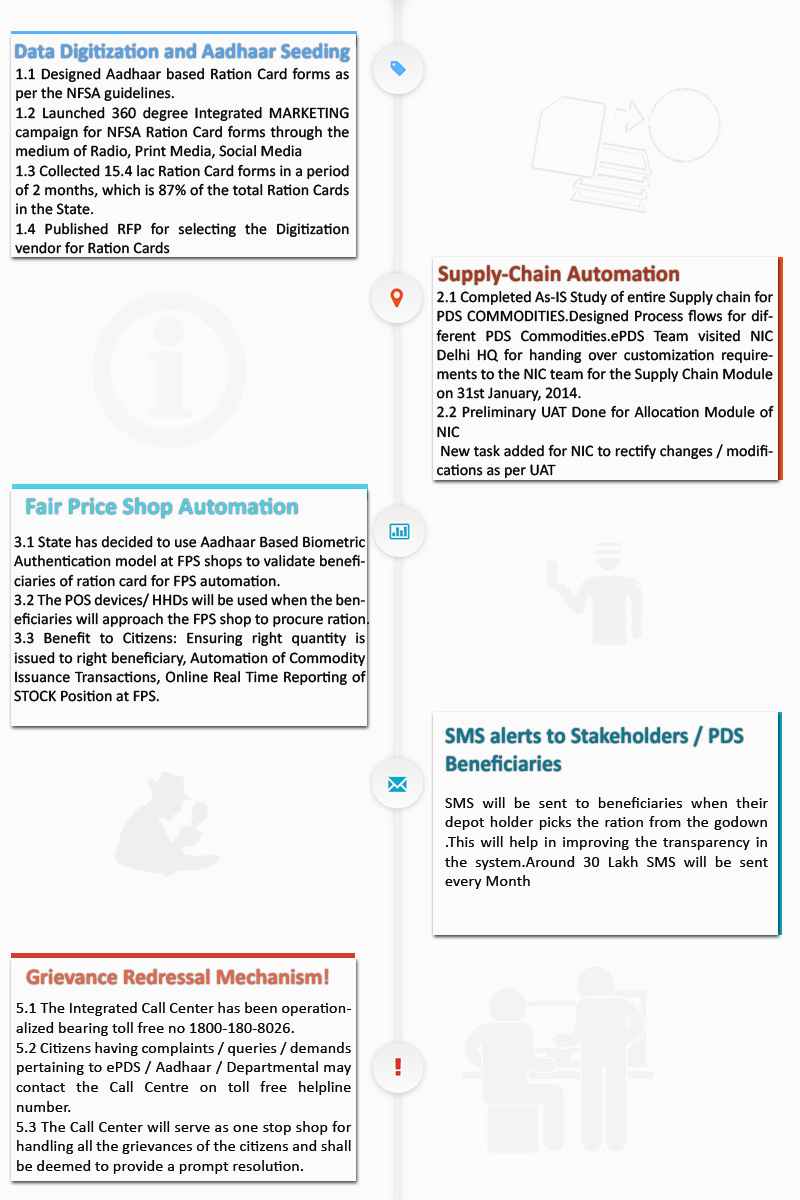 Data Digitization and Aadhaar Seeding
1.1 Designed Aadhaar based Ration Card forms as
per the NFSA guidelines.
1.2 Launched 360 degree Integrated MARKETING
campaign for NFSA Ration Card forms through the
medium of Radio, Print Media, Social Media
1.3 Collected 15.4 lac Ration Card forms in a period
of 2 months, which is 87% of the total Ration Cards
in the State.
1.4 Published RFP for selecting the Digitization
vendor for Ration Cards
Supply-Chain Automation
2.1 Completed As-IS Study of entire Supply chain for
PDS COMMODITIES.Designed Process flows for dif-
ferent PDS Commodities.ePDS Team visited NIC
Delhi HQ for handing over customization require-
ments to the NIC team for the Supply Chain Module
on 31st January, 2014.
2.2 Preliminary UAT Done for Allocation Module of
NIC
New task added for NIC to rectify changes / modifi-
cations as per UAT
Fair Price Shop Automation
3.1 State has decided to use Aadhaar Based Biometric
Authentication model at FPS shops to validate benefi-
ciaries of ration card for FPS automation.
3.2 The POS devices/ HHDs will be used when the ben-
eficiaries will approach the FPS shop to procure ration.
3.3 Benefit to Citizens: Ensuring right quantity is
issued to right beneficiary, Automation of Commodity
Issuance Transactions, Online Real Time Reporting of
STOCK Position at FPS.
SMS alerts to Stakeholders / PDS
Beneficiaries
SMS will be sent to beneficiaries when their
depot holder picks the ration from the godown
.This will help in improving the transparency in
the system.Around 30 Lakh SMS will be sent
every Month
Grievance Redressal Mechanism!
5.1 The Integrated Call Center has been operation-
alized bearing toll free no 1800-180-8026.
5.2 Citizens having complaints / queries / demands
pertaining to ePDS / Aadhaar / Departmental may
contact the Call Centre on toll free helpline
number.
5.3 The Call Center will serve as one stop shop for
handling all the grievances of the citizens and shall
be deemed to provide a prompt resolution.